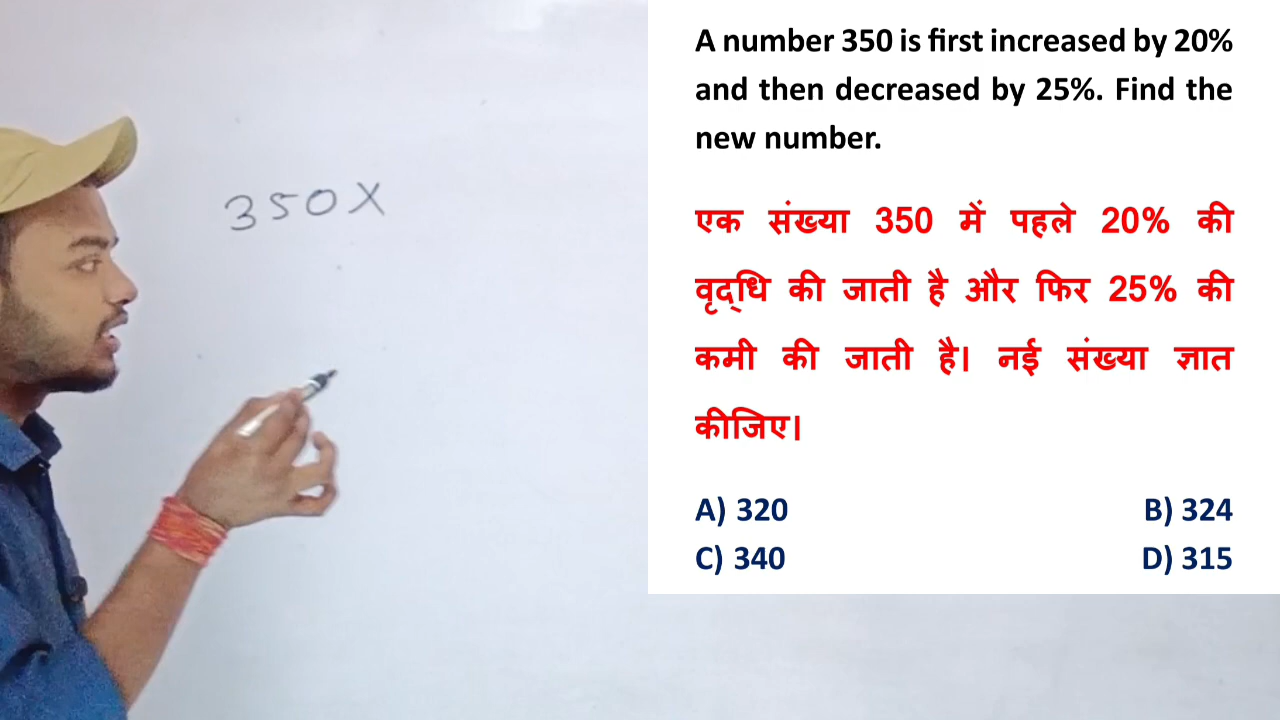 350X
A number 350 is first increased by 20%
and then decreased by 25%. Find the
new number.
एक संख्या 350 में पहले 20% की
वृद्धि की जाती है और फिर 25% की
कमी की जाती है। नई संख्या ज्ञात
कीजिए।
A) 320 B) 324
C) 340 D) 315